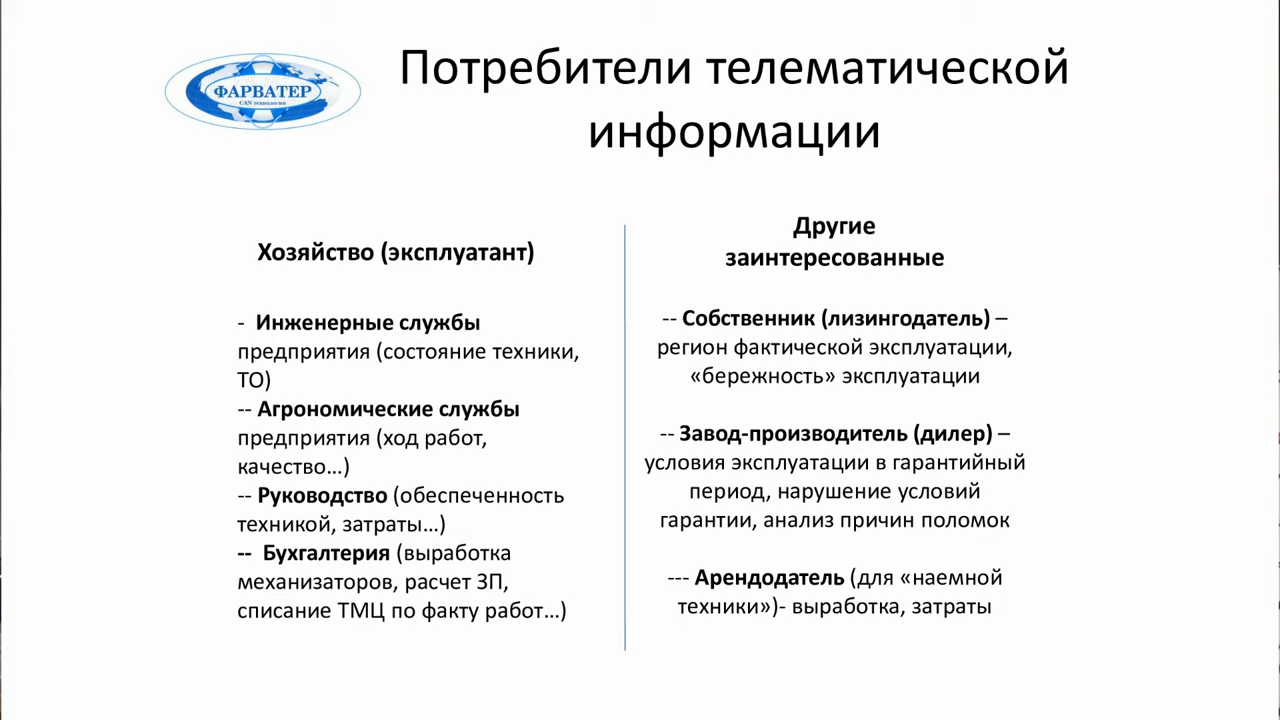 ФАРВАТЕР
CAN технологии
Потребители телематической
информации
Хозяйство (эксплуатант)
- Инженерные службы
предприятия (состояние техники,
ТО)
-- Агрономические службы
предприятия (ход работ,
качество…)
-- Руководство (обеспеченность
техникой, затраты…)
-- Бухгалтерия (выработка
механизаторов, расчет ЗП,
списание ТМЦ по факту работ…)
Другие
заинтересованные
-- Собственник (лизингодатель) –
регион фактической эксплуатации,
«бережность» эксплуатации
-- Завод-производитель (дилер) –
условия эксплуатации в гарантийный
период, нарушение условий
гарантии, анализ причин поломок
--- Арендодатель (для «наемной
техники»)- выработка, затраты